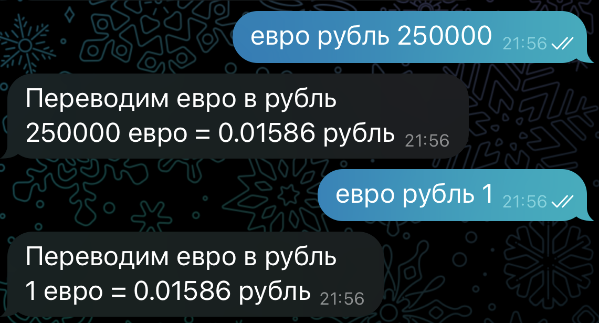 евро рубль 250000 21:56
Переводим евро в рубль
250000 евро = 0.01586 рубль 21:56
евро рубль 1 21:56
Переводим евро в рубль
1 евро = 0.01586 рубль 21:56